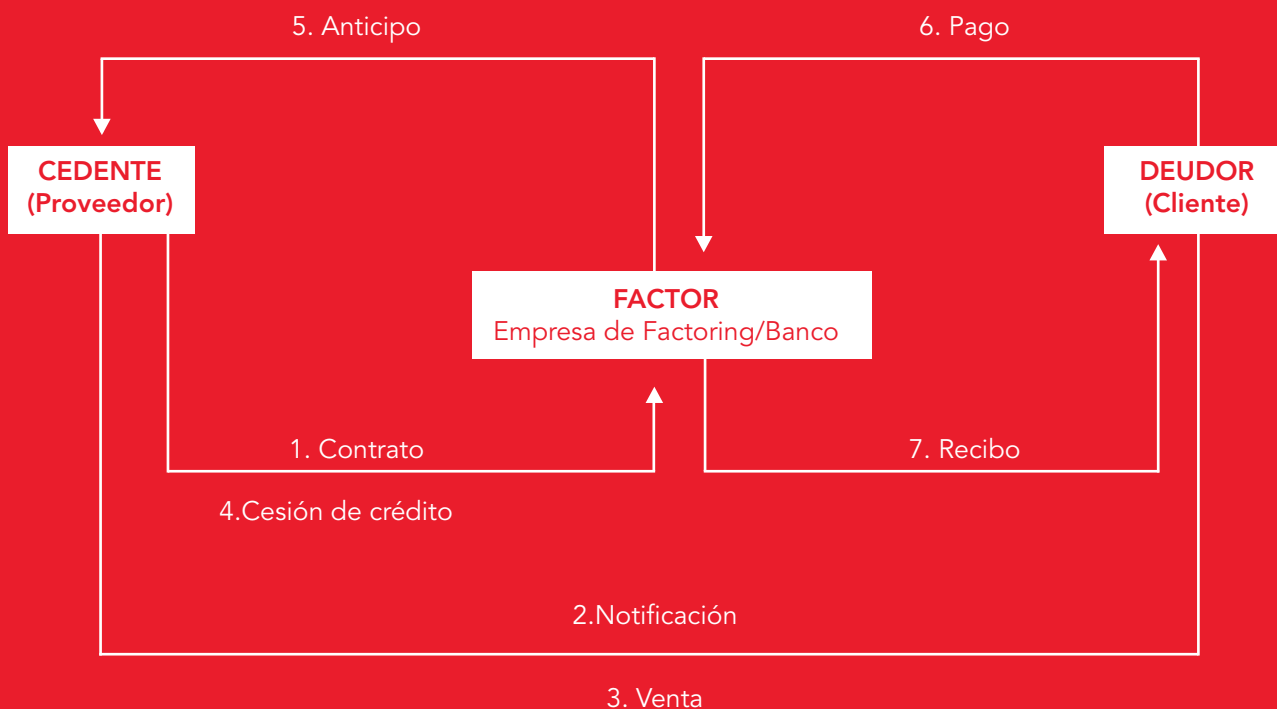 5. Anticipo
6. Pago
CEDENTE
(Proveedor)
DEUDOR
(Cliente)
FACTOR
Empresa de Factoring/Banco
1. Contrato
7. Recibo
4.Cesión de crédito
2.Notificación
3. Venta